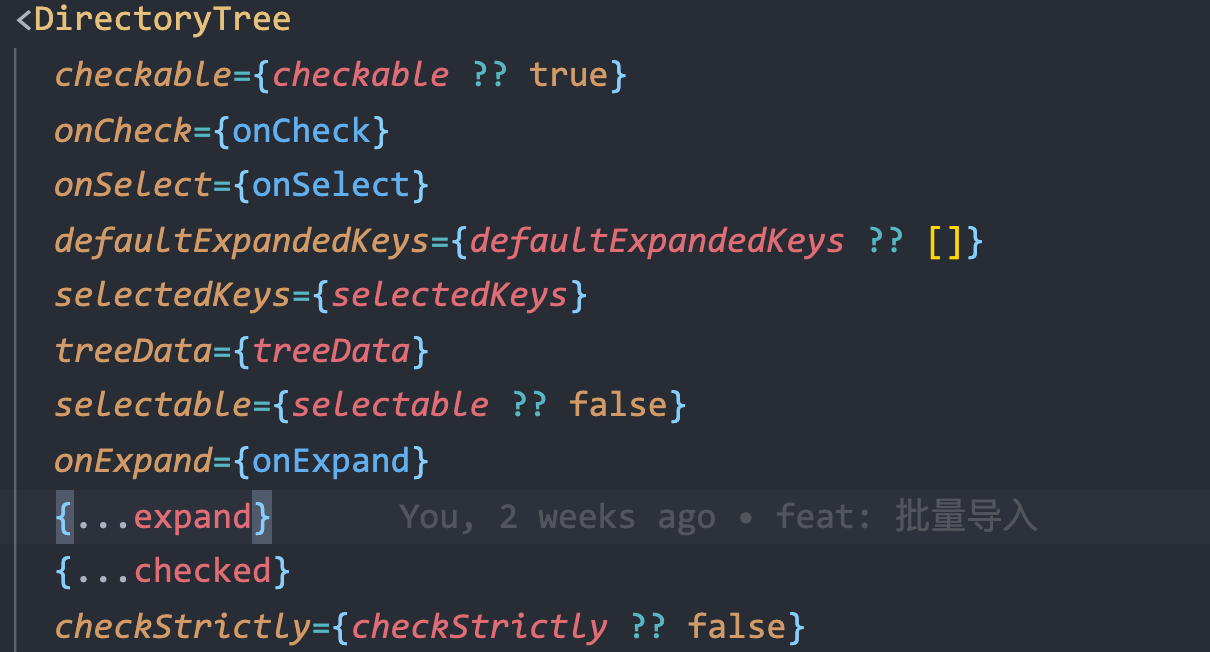 <DirectoryTree
checkable={checkable ?? true}
onCheck={onCheck}
onSelect={onSelect}
defaultExpandedKeys={defaultExpandedKeys ?? []}
selectedKeys={selectedKeys}
treeData={treeData}
selectable={selectable ?? false}
onExpand={onExpand}
{...expand} You, 2 weeks ago • feat: 批量导入
{...checked}
checkStrictly={checkStrictly ?? false}